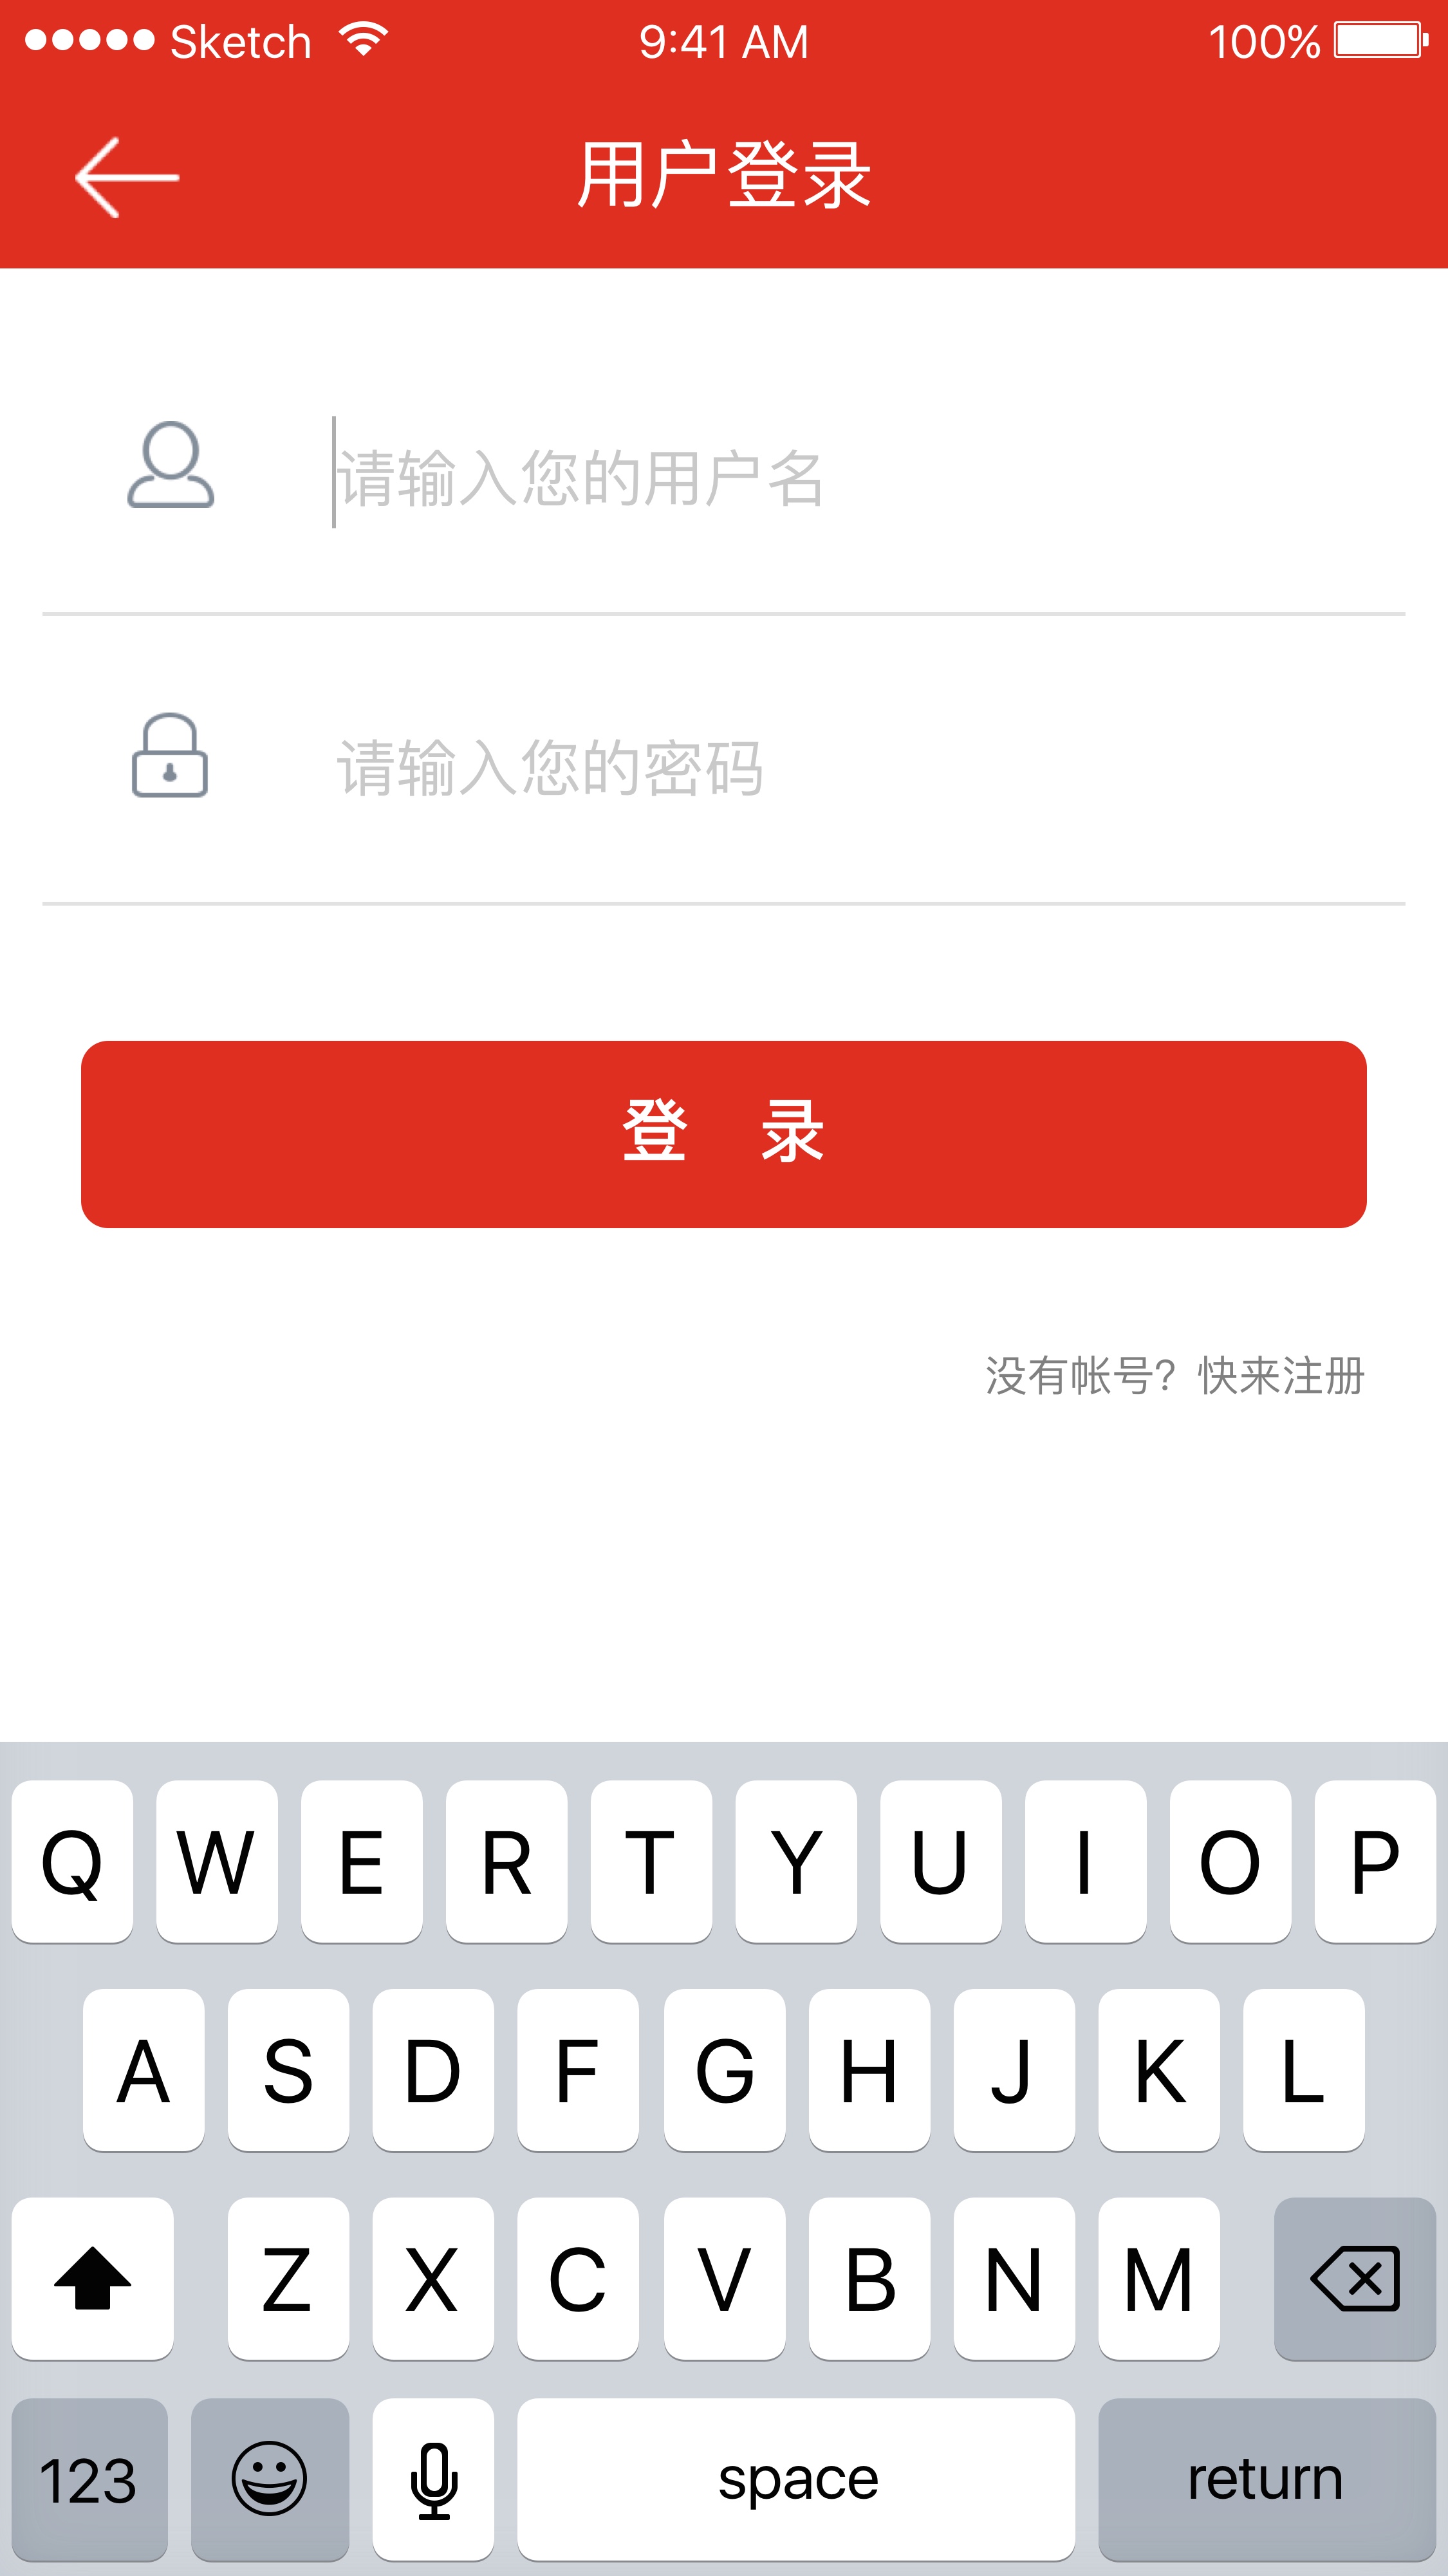 Sketch 9:41 AM 100%
用户登录
请输入您的用户名
请输入您的密码
登 录
没有帐号？快来注册
Q W E R T Y U I O P
A S D F G H J K L
Z X C V B N M
123 space return